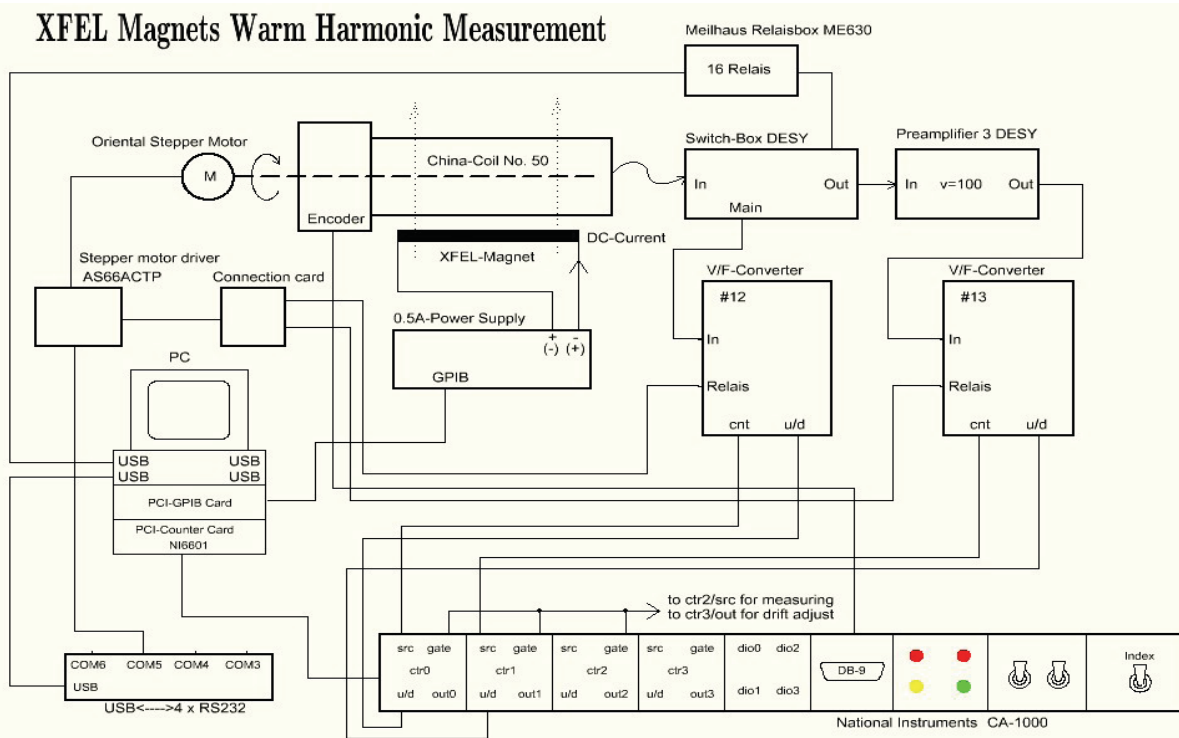 XFEL Magnets Warm Harmonic Measurement
Meilhaus Relaisbox ME630
16 Relais
Oriental Stepper Motor
M
China-Coil No. 50
Encoder
Switch-Box DESY
In
Out
Main
Preamplifier 3 DESY
In
v=100
Out
DC-Current
XFEL-Magnet
Stepper motor driver
AS66ACTP
Connection card
0.5A-Power Supply
+ -
(-) (+)
GPIB
V/F-Converter
#12
In
Relais
cnt u/d
V/F-Converter
#13
In
Relais
cnt u/d
PC
USB USB
USB USB
PCI-GPIB Card
PCI-Counter Card
NI6601
to ctr2/src for measuring
to ctr3/out for drift adjust
COM6 COM5 COM4 COM3
USB
USB<---->4 x RS232
src gate
ctr0
u/d out0
src gate
ctr1
u/d out1
src gate
ctr2
u/d out2
src gate
ctr3
u/d out3
dio0 dio2
dio1 dio3
DB-9
Index
National Instruments CA-1000